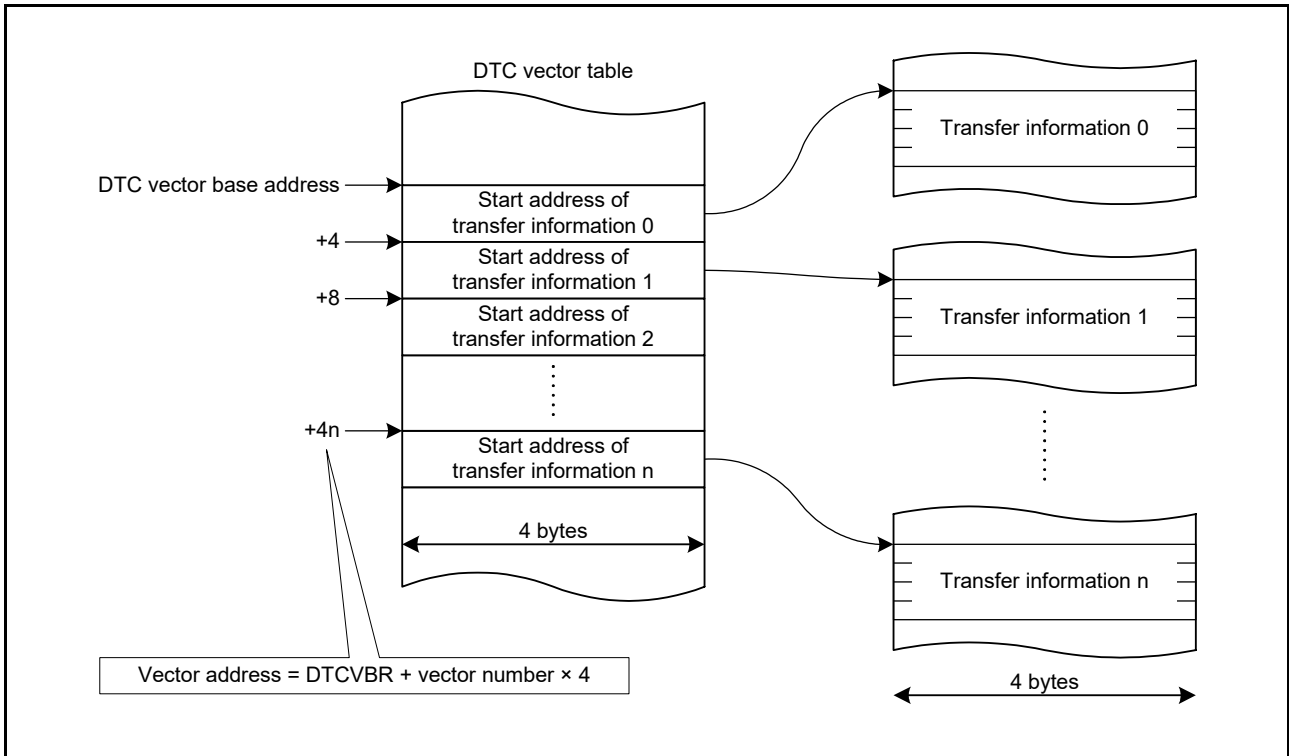 DTC vector table
DTC vector base address
Start address of
transfer information 0
+4
Start address of
transfer information 1
+8
Start address of
transfer information 2
+4n
Start address of
transfer information n
4 bytes
Vector address = DTCVBR + vector number × 4
Transfer information 0
Transfer information 1
Transfer information n
4 bytes